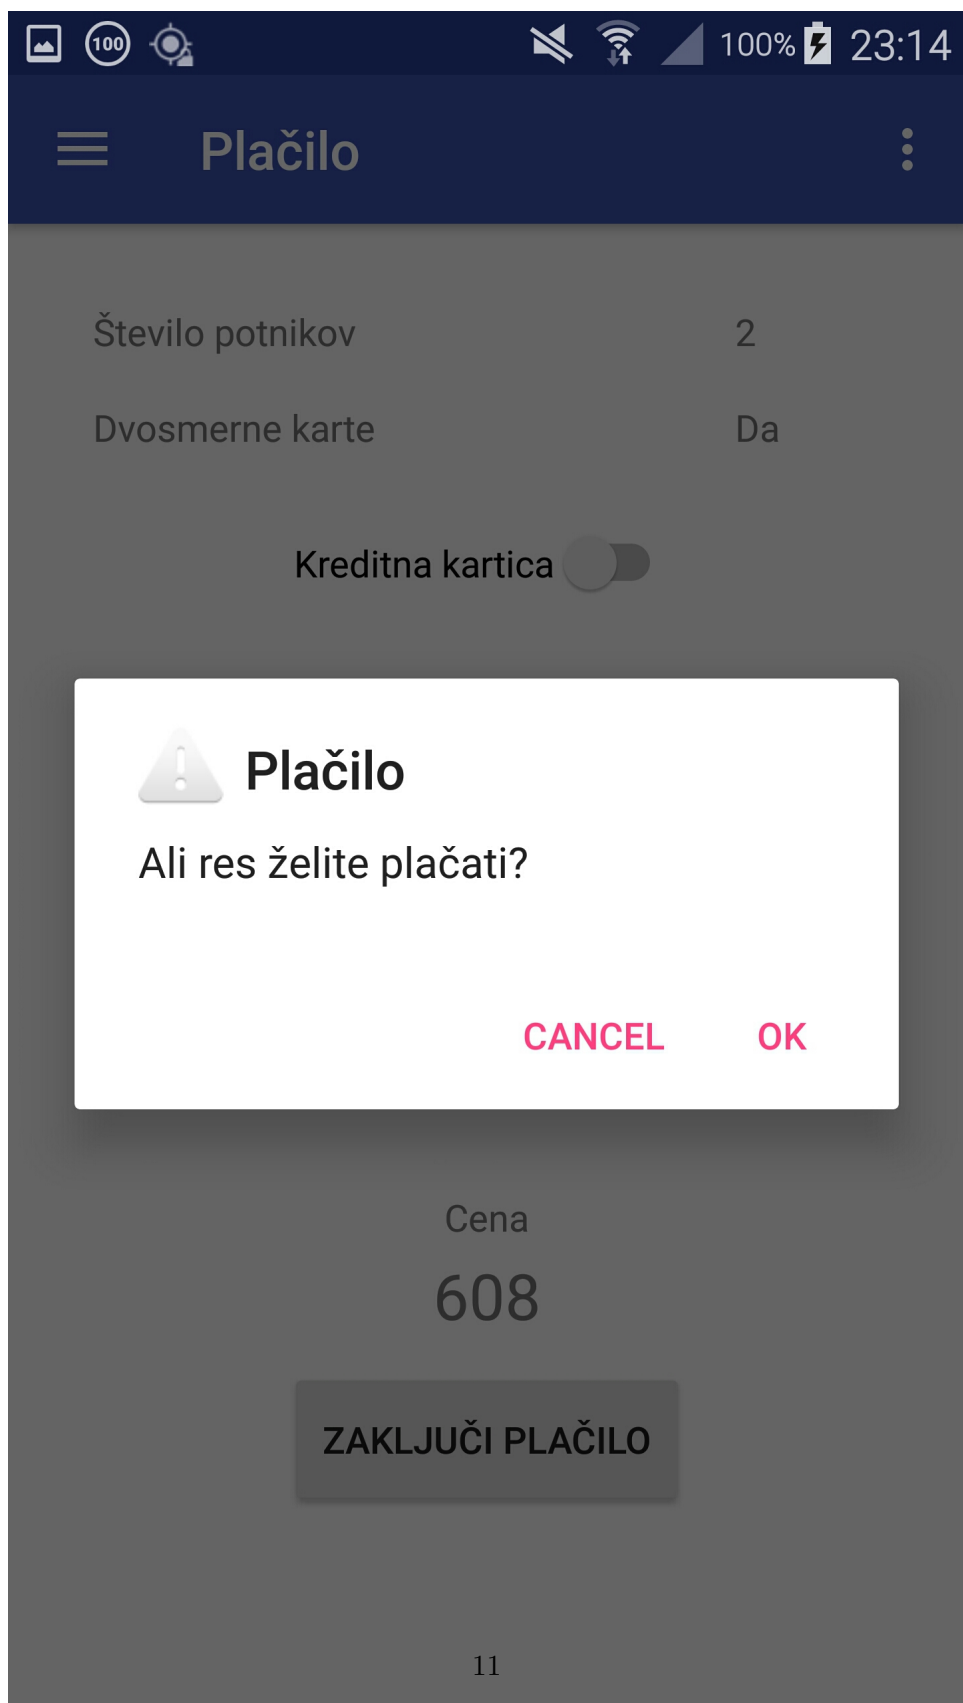 100 100% 23:14
Plačilo
Število potnikov 2
Dvosmerne karte Da
Kreditna kartica
Plačilo
Ali res želite plačati?
CANCEL OK
Cena
608
ZAKLJUČI PLAČILO
11